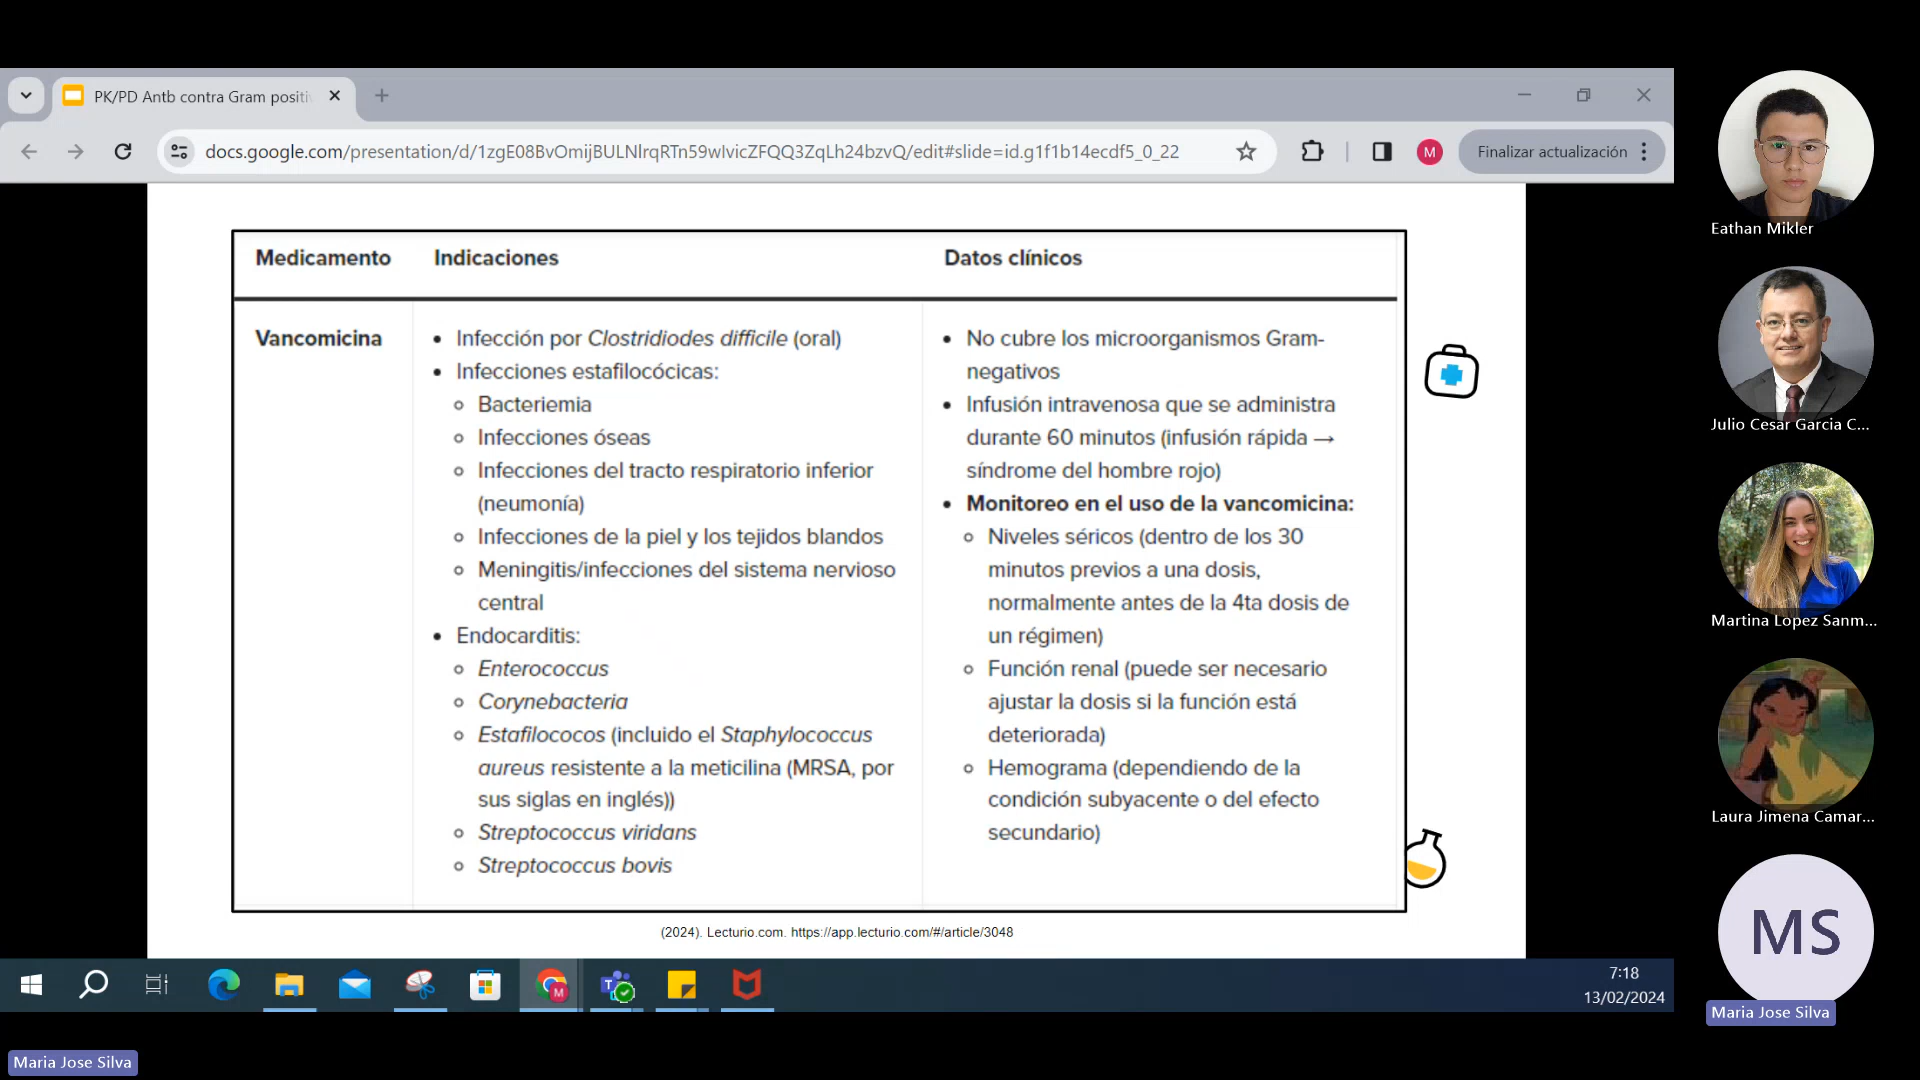 PK/PD Antb contra Gram positiv
docs.google.com/presentation/d/1zgE08BvOmijBULNlrqRTn59wIvicZFQQ3ZqLh24bzvQ/edit#slide=id.g1f1b14ecdf5_0_22
M
Finalizar actualización
Medicamento
Indicaciones
Datos clínicos
Vancomicina
• Infección por Clostridiodes difficile (oral)
• Infecciones estafilocócicas:
Bacteriemia
Infecciones óseas
Infecciones del tracto respiratorio inferior
(neumonía)
Infecciones de la piel y los tejidos blandos
Meningitis/infecciones del sistema nervioso
central
• Endocarditis:
Enterococcus
Corynebacteria
Estafilococos (incluido el Staphylococcus
aureus resistente a la meticilina (MRSA, por
sus siglas en inglés))
Streptococcus viridans
Streptococcus bovis
• No cubre los microorganismos Gram-
negativos
• Infusión intravenosa que se administra
durante 60 minutos (infusión rápida →
síndrome del hombre rojo)
• Monitoreo en el uso de la vancomicina:
Niveles séricos (dentro de los 30
minutos previos a una dosis,
normalmente antes de la 4ta dosis de
un régimen)
Función renal (puede ser necesario
ajustar la dosis si la función está
deteriorada)
Hemograma (dependiendo de la
condición subyacente o del efecto
secundario)
(2024). Lecturio.com. https://app.lecturio.com/#/article/3048
M
T
7:18
13/02/2024
Eathan Mikler
Julio Cesar Garcia C...
Martina Lopez Sanm...
Laura Jimena Camar...
MS
Maria Jose Silva
Maria Jose Silva